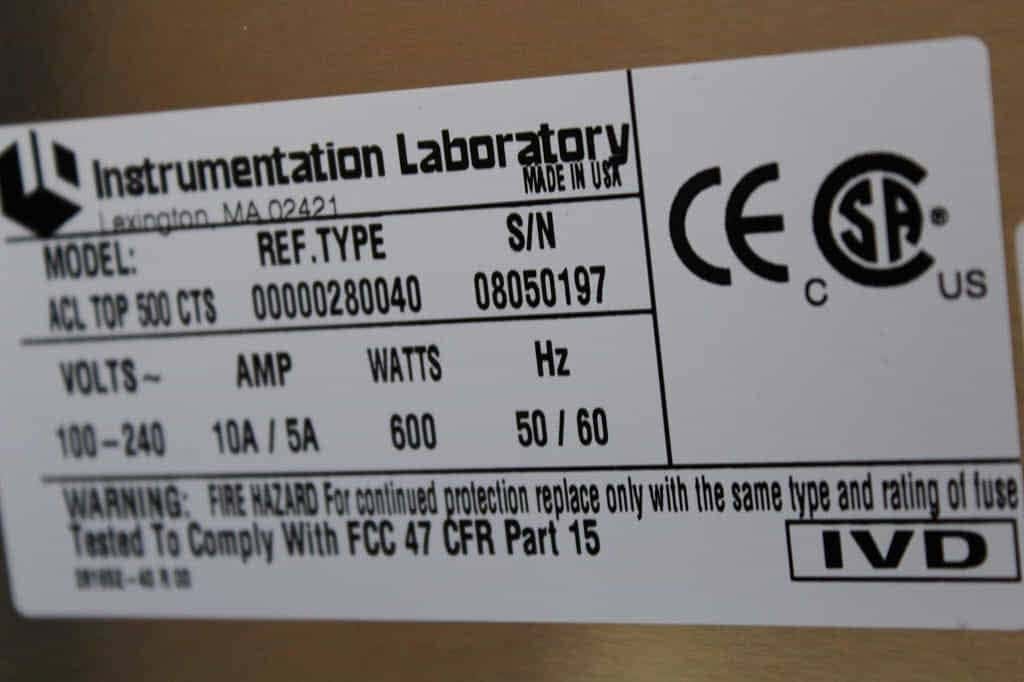 Instrumentation Laboratory
MADE IN USA
Lexington, MA 02421
MODEL: REF.TYPE S/N
ACL TOP 500 CTS 00000280040 08050197
VOLTS~ AMP WATTS Hz
100-240 10A / 5A 600 50 / 60
CE
SA®
C US
WARNING: FIRE HAZARD For continued protection replace only with the same type and rating of fuse
Tested To Comply With FCC 47 CFR Part 15
IVD